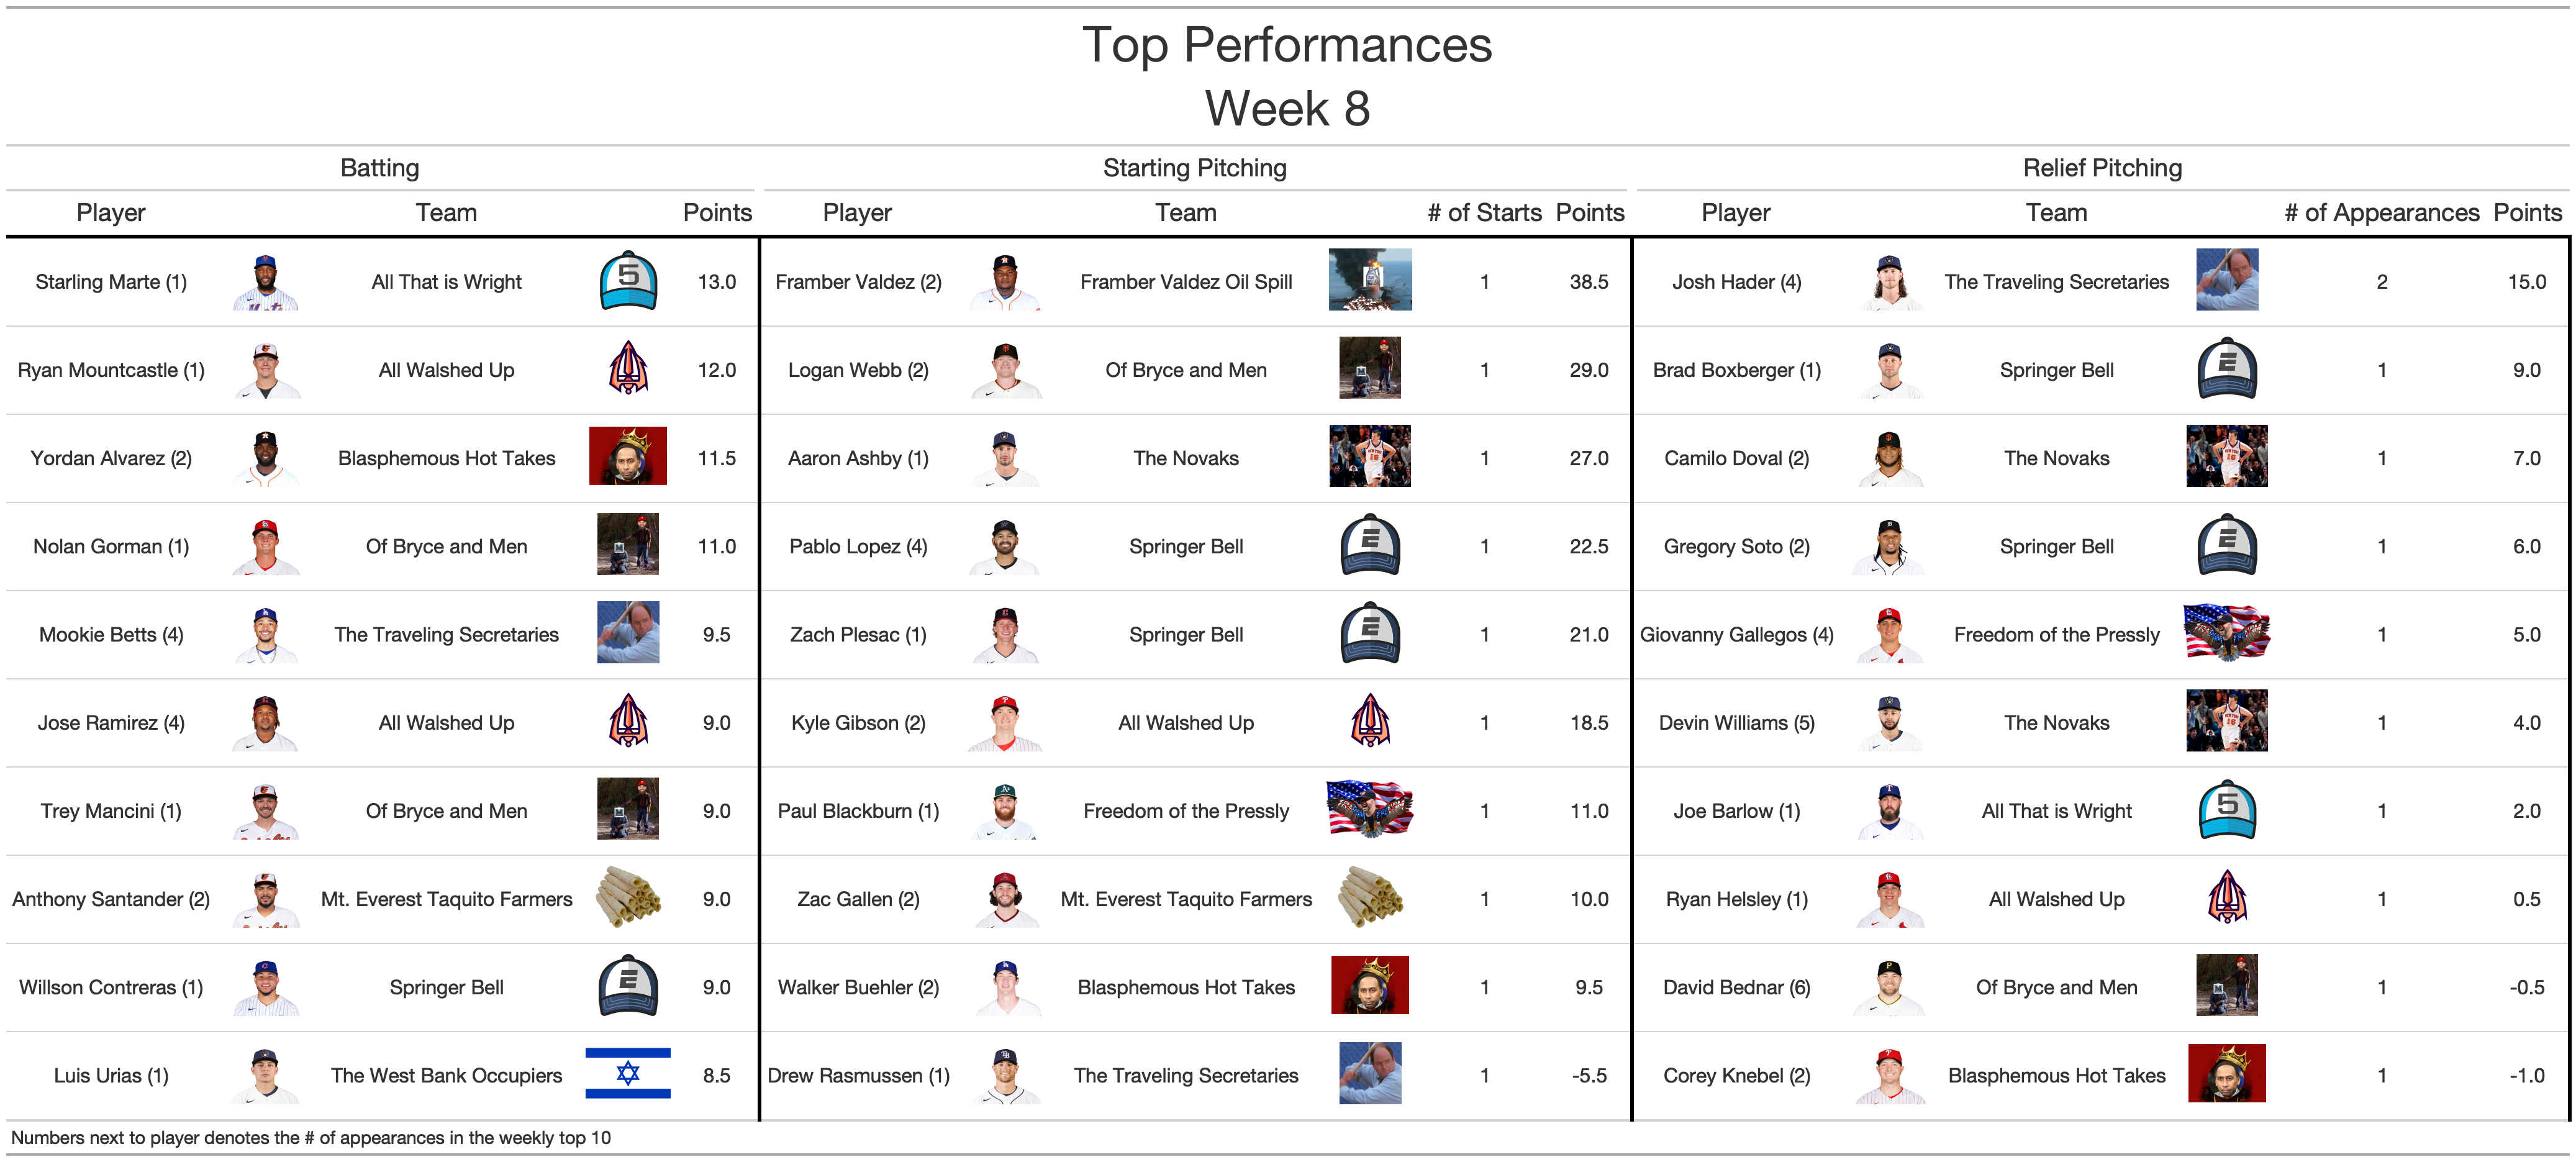 Top Performances
Week 8
Batting Starting Pitching Relief Pitching
Player Team Points Player Team # of Starts Points Player Team # of Appearances Points
Starling Marte (1) All That is Wright 5 13.0 Framber Valdez (2) Framber Valdez Oil Spill 1 38.5 Josh Hader (4) The Traveling Secretaries 2 15.0
Ryan Mountcastle (1) All Walshed Up 12.0 Logan Webb (2) Of Bryce and Men 1 29.0 Brad Boxberger (1) Springer Bell E 1 9.0
Yordan Alvarez (2) Blasphemous Hot Takes 11.5 Aaron Ashby (1) The Novaks 1 27.0 Camilo Doval (2) The Novaks 1 7.0
Nolan Gorman (1) Of Bryce and Men 11.0 Pablo Lopez (4) Springer Bell E 1 22.5 Gregory Soto (2) Springer Bell E 1 6.0
Mookie Betts (4) The Traveling Secretaries 9.5 Zach Plesac (1) Springer Bell E 1 21.0 Giovanny Gallegos (4) Freedom of the Pressly 1 5.0
Jose Ramirez (4) All Walshed Up 9.0 Kyle Gibson (2) All Walshed Up 1 18.5 Devin Williams (5) The Novaks 1 4.0
Trey Mancini (1) Of Bryce and Men 9.0 Paul Blackburn (1) Freedom of the Pressly 1 11.0 Joe Barlow (1) All That is Wright 5 1 2.0
Anthony Santander (2) Mt. Everest Taquito Farmers 9.0 Zac Gallen (2) Mt. Everest Taquito Farmers 1 10.0 Ryan Helsley (1) All Walshed Up 1 0.5
Willson Contreras (1) Springer Bell E 9.0 Walker Buehler (2) Blasphemous Hot Takes 1 9.5 David Bednar (6) Of Bryce and Men 1 -0.5
Luis Urias (1) The West Bank Occupiers 8.5 Drew Rasmussen (1) The Traveling Secretaries 1 -5.5 Corey Knebel (2) Blasphemous Hot Takes 1 -1.0
Numbers next to player denotes the # of appearances in the weekly top 10